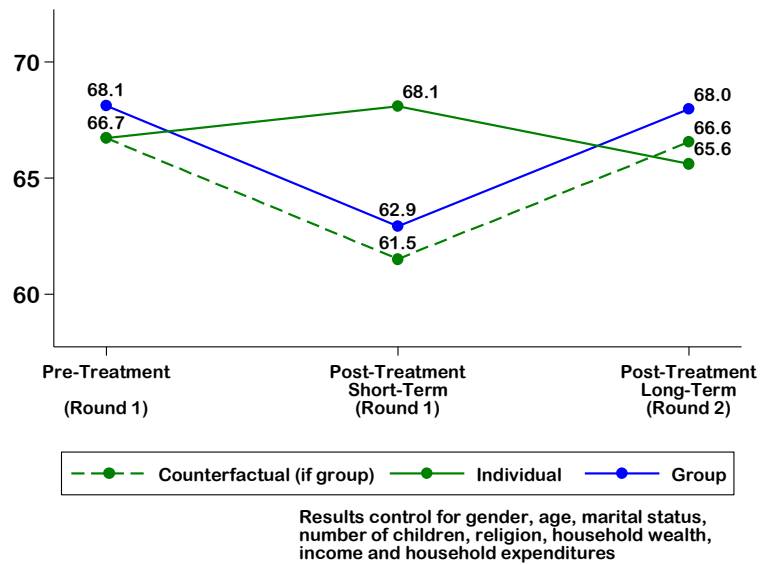 70
65
60
68.1
66.7
68.1
62.9
61.5
68.0
66.6
65.6
Pre-Treatment
(Round 1)
Post-Treatment
Short-Term
(Round 1)
Post-Treatment
Long-Term
(Round 2)
Counterfactual (if group) Individual Group
Results control for gender, age, marital status,
number of children, religion, household wealth,
income and household expenditures